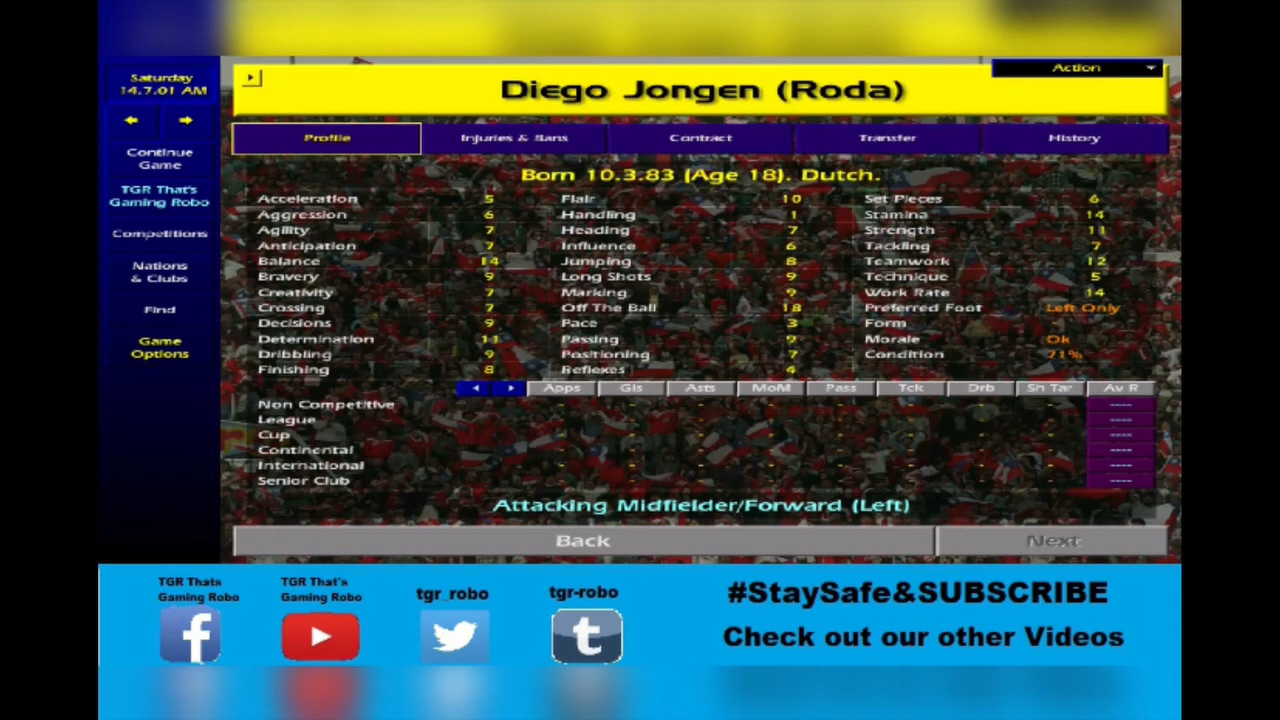 Saturday
14.7.01 AM
Continue
Game
TGR That's
Gaming Robo
Competitions
Nations
& Clubs
Find
Game
Options
Action
Diego Jongen (Roda)
Profile Injuries & Bans Contract Transfer History
Born 10.3.83 (Age 18). Dutch.
Acceleration 5 Flair 10 Set Pieces 6
Aggression 6 Handling 1 Stamina 14
Agility 7 Heading 7 Strength 11
Anticipation 7 Influence 6 Tackling 7
Balance 14 Jumping 8 Teamwork 12
Bravery 9 Long Shots 9 Technique 5
Creativity 7 Marking 9 Work Rate 14
Crossing 7 Off The Ball 18 Preferred Foot Left Only
Decisions 9 Pace 3 Form
Determination 11 Passing 9 Morale Ok
Dribbling 9 Positioning 7 Condition 71%
Finishing 8 Reflexes 4
Apps Gls Asts MoM Pass Tck Drb Sh Tar Av R
Non Competitive - - - - - - - - ----
League - - - - - - - - ----
Cup - - - - - - - - ----
Continental - - - - - - - - ----
International - - - - - - - - ----
Senior Club - - - - - - - - ----
Attacking Midfielder/Forward (Left)
Back Next
TGR Thats
Gaming Robo
TGR That's
Gaming Robo
tgr_robo
tgr-robo
#StaySafe&SUBSCRIBE
Check out our other Videos